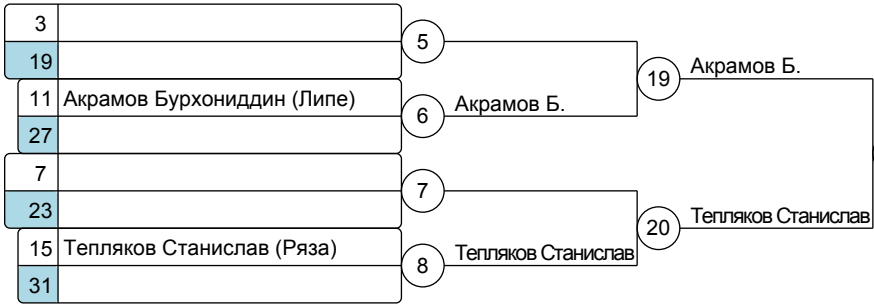 3
19
5
11 Акрамов Бурхониддин (Липе)
27
6
Акрамов Б.
19
Акрамов Б.
7
23
7
15 Тепляков Станислав (Ряза)
31
8
Тепляков Станислав
20
Тепляков Станислав